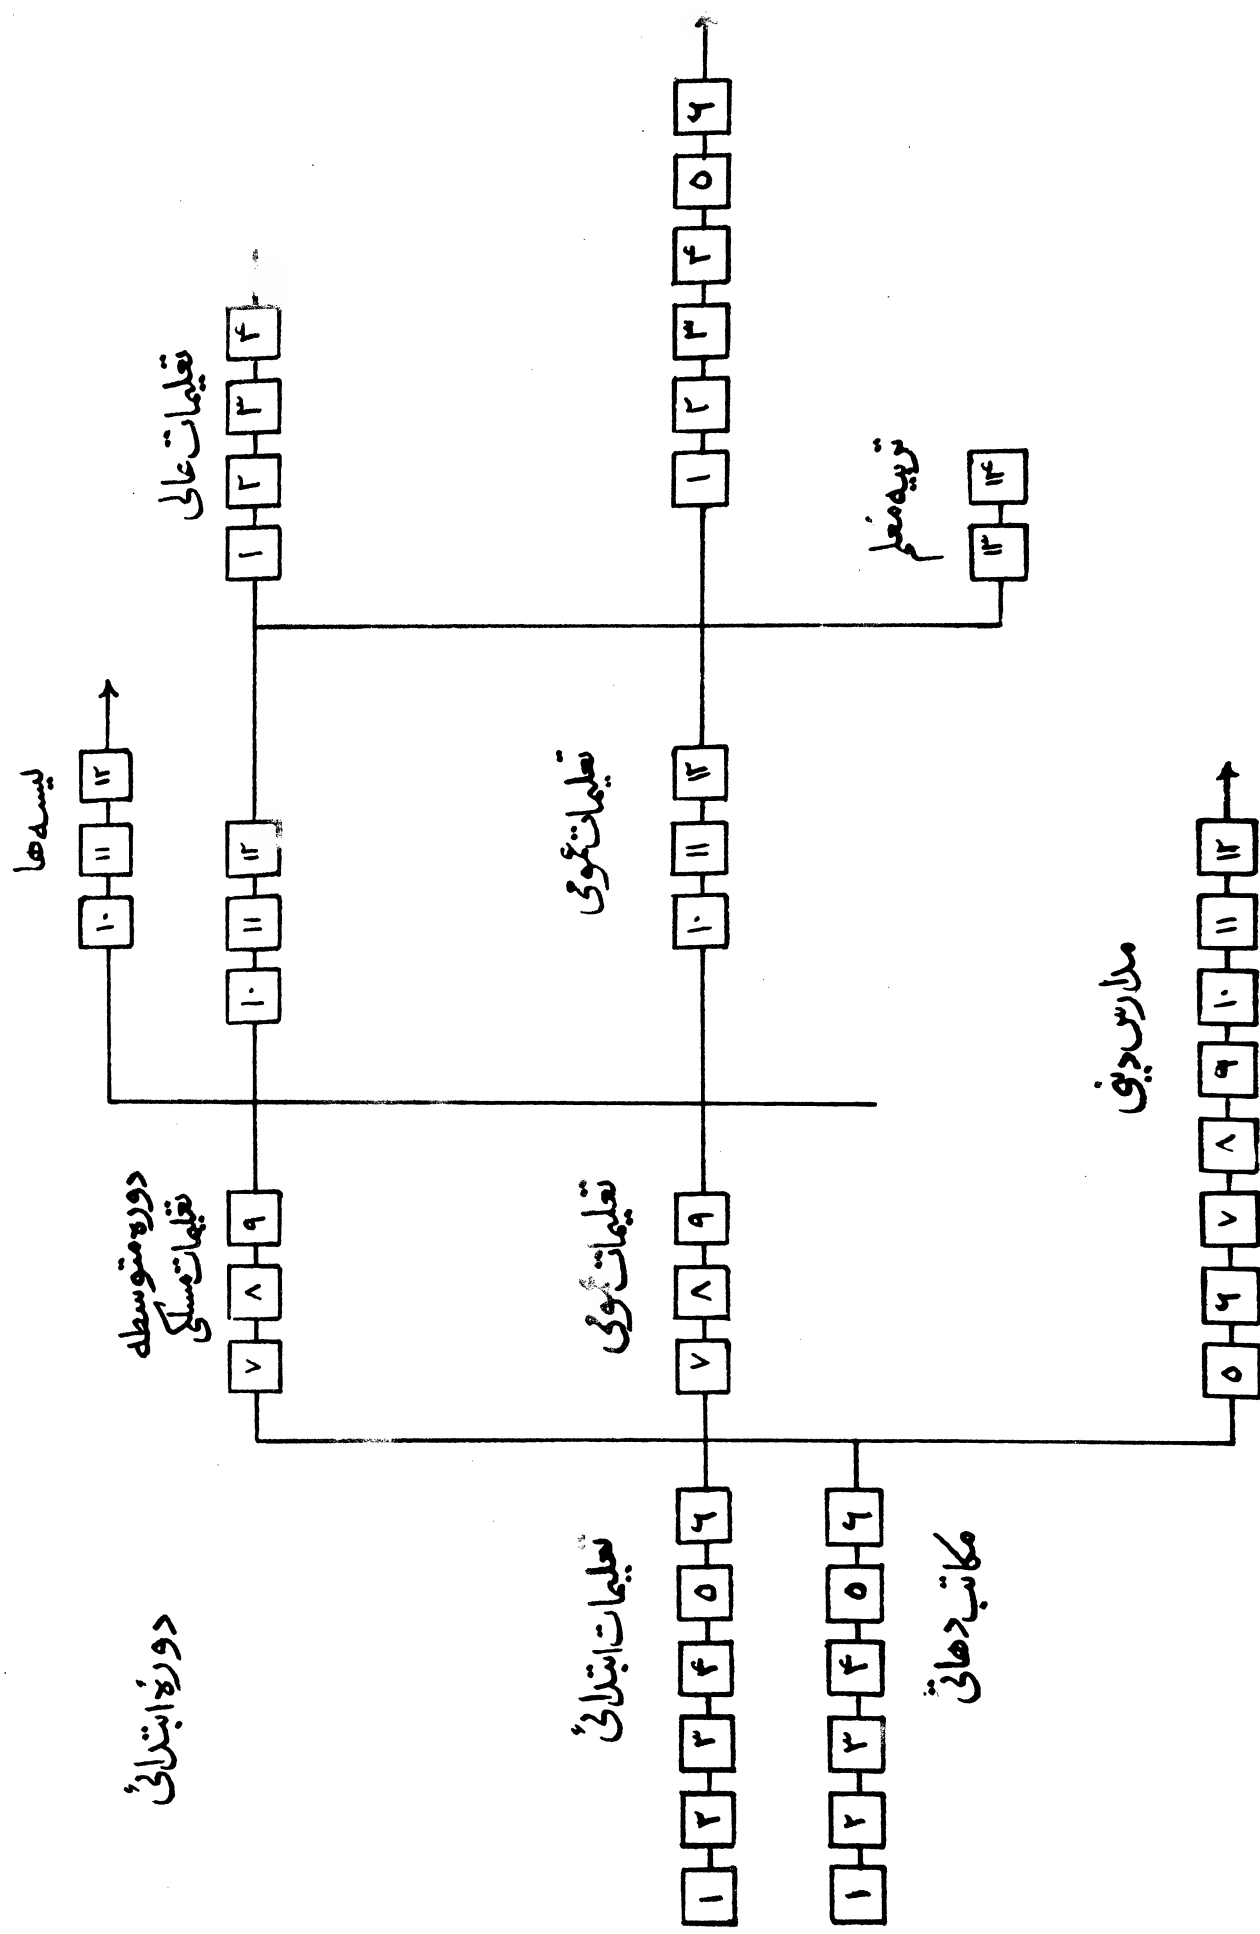 لیسه ها
۱۰ ۱۱ ۱۲
دورهٔ ابتدائی
دوره متوسطه
تعلیمات مسلکی
تعلیمات عالی
۷ ۸ ۹ ۱۰ ۱۱ ۱۲ ۱ ۲ ۳ ۴
تعلیمات ابتدائی
تعلیمات عمومی
تعلیمات عمومی
۱ ۲ ۳ ۴ ۵ ۶ ۷ ۸ ۹ ۱۰ ۱۱ ۱۲ ۱ ۲ ۳ ۴ ۵ ۶
۱ ۲ ۳ ۴ ۵ ۶
مکاتب دهاتی
تربیه معلم
۱۳ ۱۴
مدارس دینی
۵ ۶ ۷ ۸ ۹ ۱۰ ۱۱ ۱۲